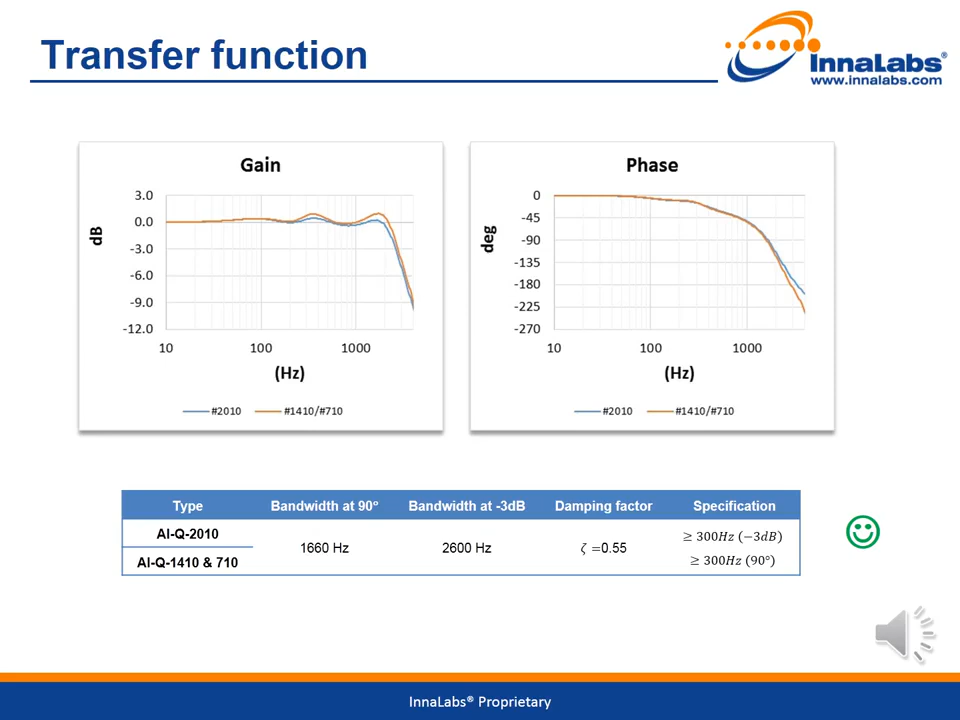 Transfer function
InnaLabs®
www.innalabs.com
Gain
3.0
0.0
-3.0
-6.0
-9.0
-12.0
dB
10 100 1000
(Hz)
#2010 #1410/#710
Phase
0
-45
-90
-135
-180
-225
-270
deg
10 100 1000
(Hz)
#2010 #1410/#710
Type Bandwidth at 90° Bandwidth at -3dB Damping factor Specification
AI-Q-2010
AI-Q-1410 & 710
1660 Hz 2600 Hz ζ =0.55
≥ 300Hz (−3dB)
≥ 300Hz (90°)
InnaLabs® Proprietary